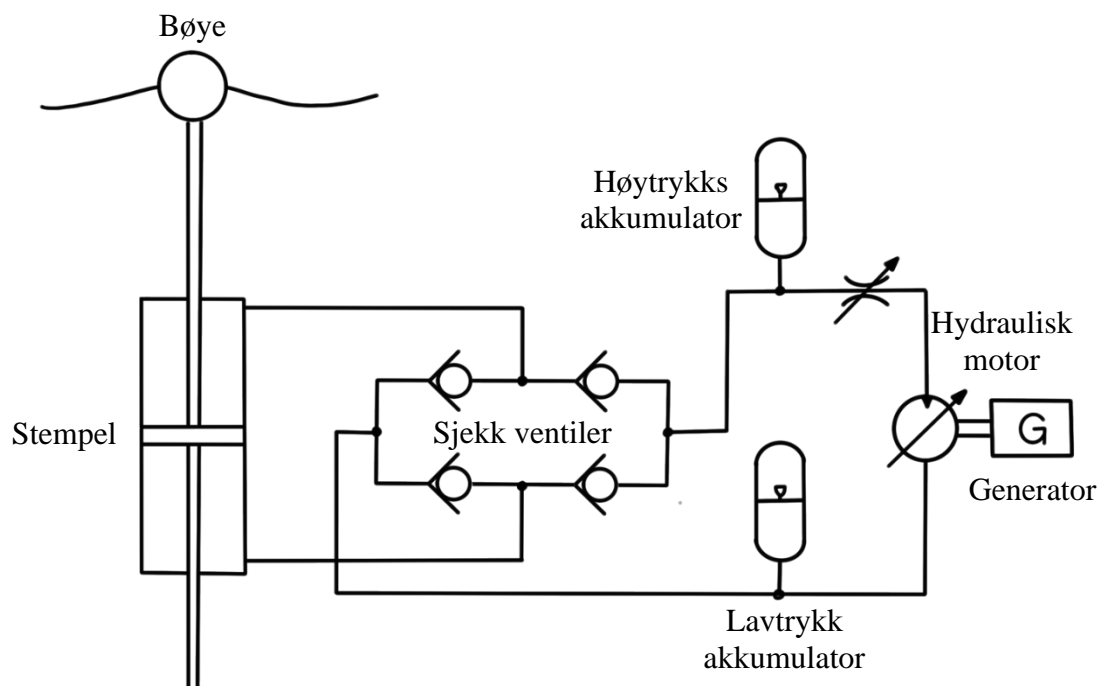 Bøye
Høytrykks
akkumulator
Hydraulisk
motor
Stempel
Sjekk ventiler
G
Generator
Lavtrykk
akkumulator